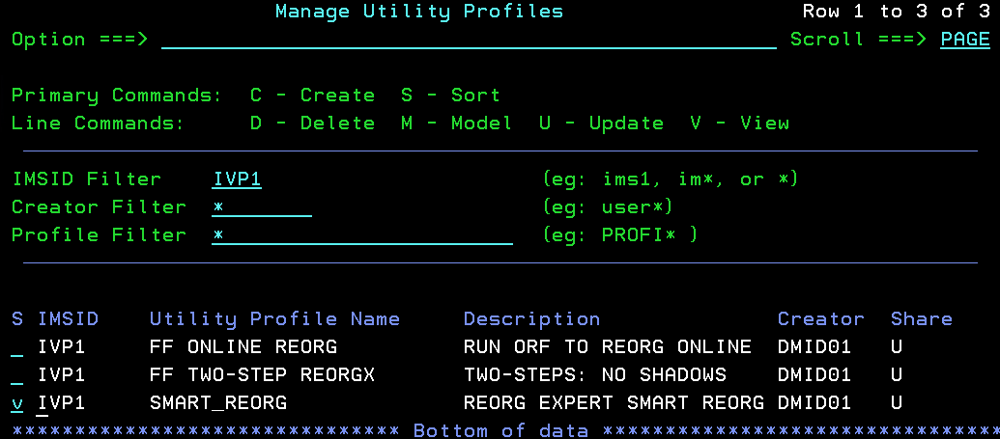 Manage Utility Profiles Row 1 to 3 of 3
Option ===> Scroll ===> PAGE
Primary Commands: C - Create S - Sort
Line Commands: D - Delete M - Model U - Update V - View
IMSID Filter IVP1 (eg: ims1, im*, or *)
Creator Filter * (eg: user*)
Profile Filter * (eg: PROFI* )
S IMSID Utility Profile Name Description Creator Share
_ IVP1 FF ONLINE REORG RUN ORF TO REORG ONLINE DMID01 U
_ IVP1 FF TWO-STEP REORGX TWO-STEPS: NO SHADOWS DMID01 U
v IVP1 SMART_REORG REORG EXPERT SMART REORG DMID01 U
******************************* Bottom of data ********************************